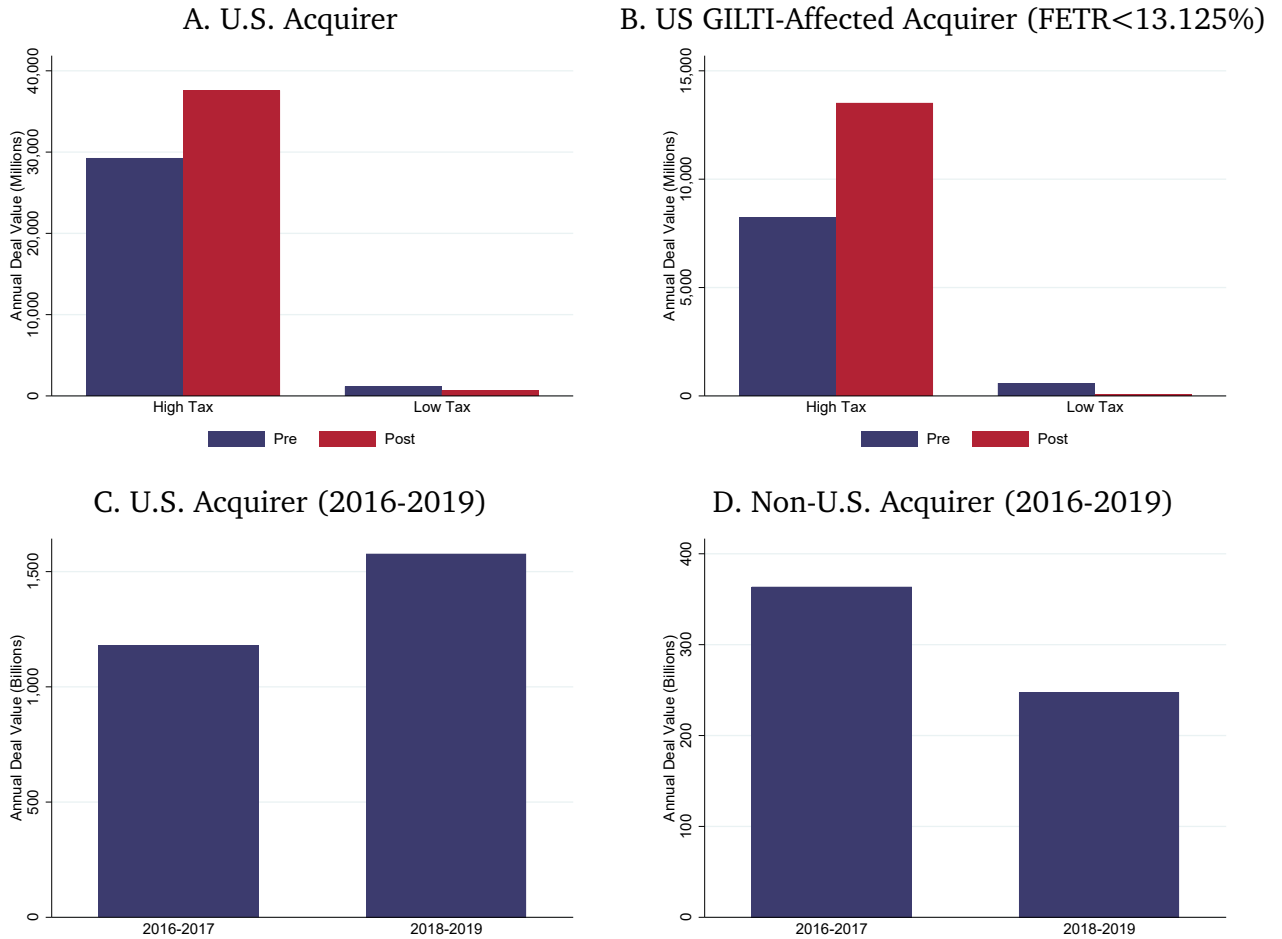 A. U.S. Acquirer
Annual Deal Value (Millions)
40,000
30,000
20,000
10,000
0
High Tax
Low Tax
Pre
Post
B. US GILTI-Affected Acquirer (FETR<13.125%)
Annual Deal Value (Millions)
15,000
10,000
5,000
0
High Tax
Low Tax
Pre
Post
C. U.S. Acquirer (2016-2019)
Annual Deal Value (Billions)
1,500
1,000
500
0
2016-2017
2018-2019
D. Non-U.S. Acquirer (2016-2019)
Annual Deal Value (Billions)
400
300
200
100
0
2016-2017
2018-2019